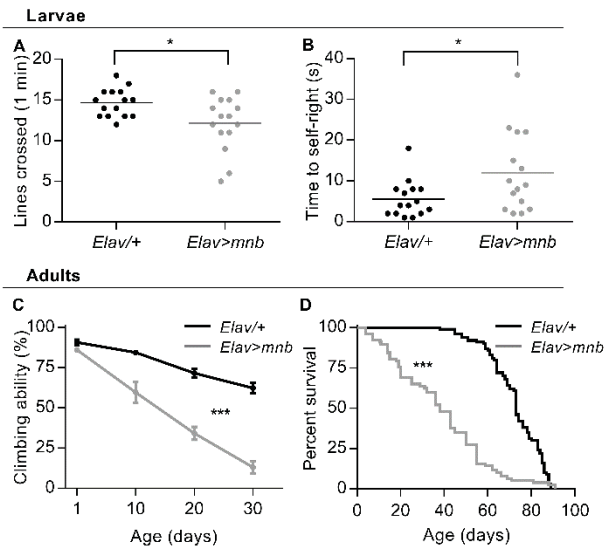 Larvae
A
*
Lines crossed (1 min)
20
15
10
5
0
Elav/+
Elav>mnb
B
*
Time to self-right (s)
40
30
20
10
0
Elav/+
Elav>mnb
Adults
C
Elav/+
Elav>mnb
Climbing ability (%)
100
75
50
25
0
***
1
10
20
30
Age (days)
D
Elav/+
Elav>mnb
Percent survival
100
75
50
25
0
***
0
20
40
60
80
100
Age (days)